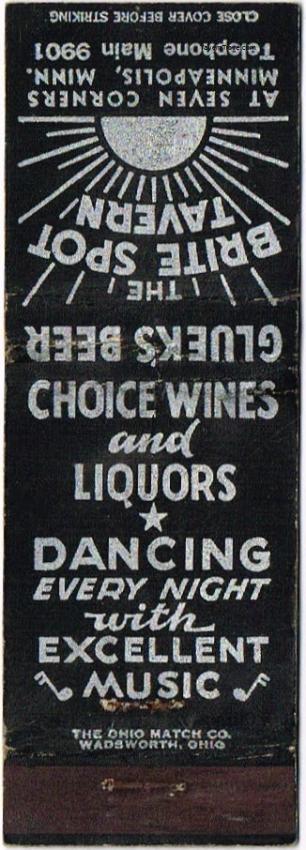 GLUEK'S BEER
THE
BRITE SPOT
TAVERN
AT SEVEN CORNERS
MINNEAPOLIS, MINN.
Telphone Main 9901
CLOSE COVER BEFORE STRIKING
CHOICE WINES
and
LIQUORS
DANCING
EVERY NIGHT
with
EXCELLENT
MUSIC
THE OHIO MATCH CO.
WADSWORTH, OHIO